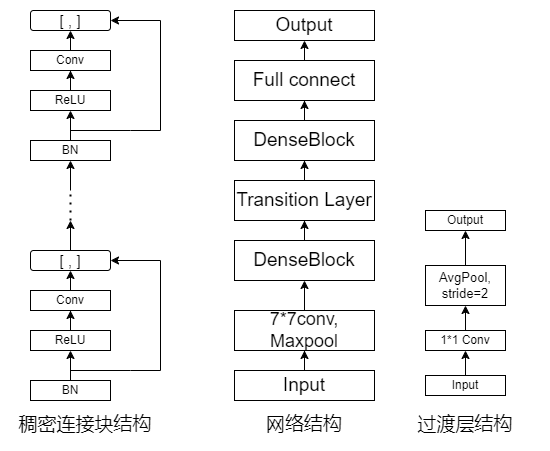 [ , ]
Conv
ReLU
BN
[ , ]
Conv
ReLU
BN
稠密连接块结构
Output
Full connect
DenseBlock
Transition Layer
DenseBlock
7*7conv,
Maxpool
Input
网络结构
Output
AvgPool,
stride=2
1*1 Conv
Input
过渡层结构